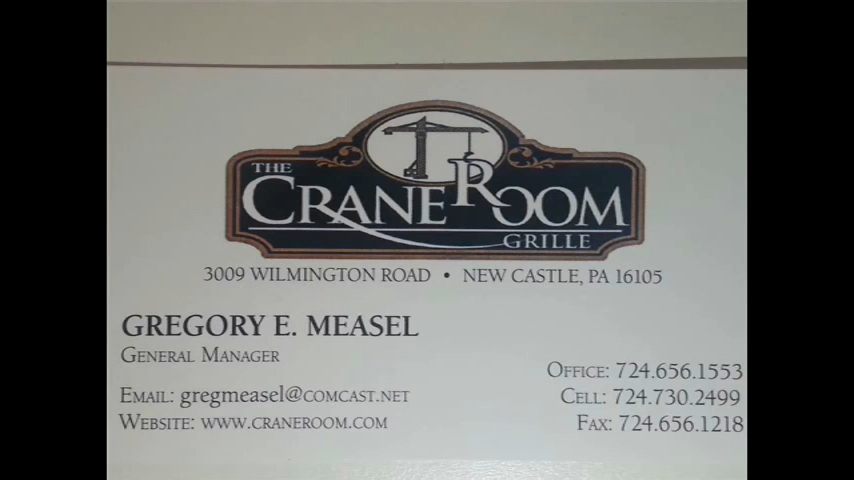 THE
CRANE ROOM
GRILLE
3009 WILMINGTON ROAD • NEW CASTLE, PA 16105
GREGORY E. MEASEL
GENERAL MANAGER
EMAIL: gregmeasel@COMCAST.NET
WEBSITE: WWW.CRANEROOM.COM
OFFICE: 724.656.1553
CELL: 724.730.2499
FAX: 724.656.1218